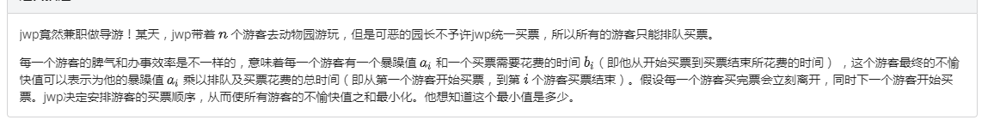 jwp竟然兼职做导游！某天，jwp带着 n 个游客去动物园游玩，但是可恶的园长不予许jwp统一买票，所以所有的游客只能排队买票。
每一个游客的脾气和办事效率是不一样的，意味着每一个游客有一个暴躁值 a_i 和一个买票需要花费的时间 b_i（即他从开始买票到买票结束所花费的时间），这个游客最终的不愉
快值可以表示为他的暴躁值 a_i 乘以排队及买票花费的总时间（即从第一个游客开始买票，到第 i 个游客买票结束）。假设每一个游客买完票会立刻离开，同时下一个游客开始买
票。jwp决定安排游客的买票顺序，从而使所有游客的不愉快值之和最小化。他想知道这个最小值是多少。